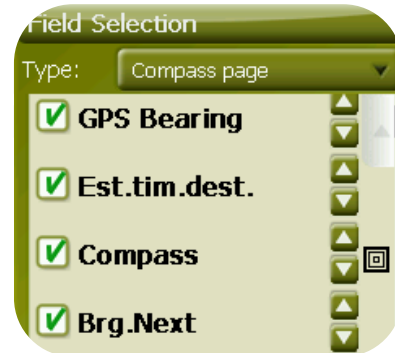 Field Selection
Type: Compass page
GPS Bearing
Est.tim.dest.
Compass
Brg.Next